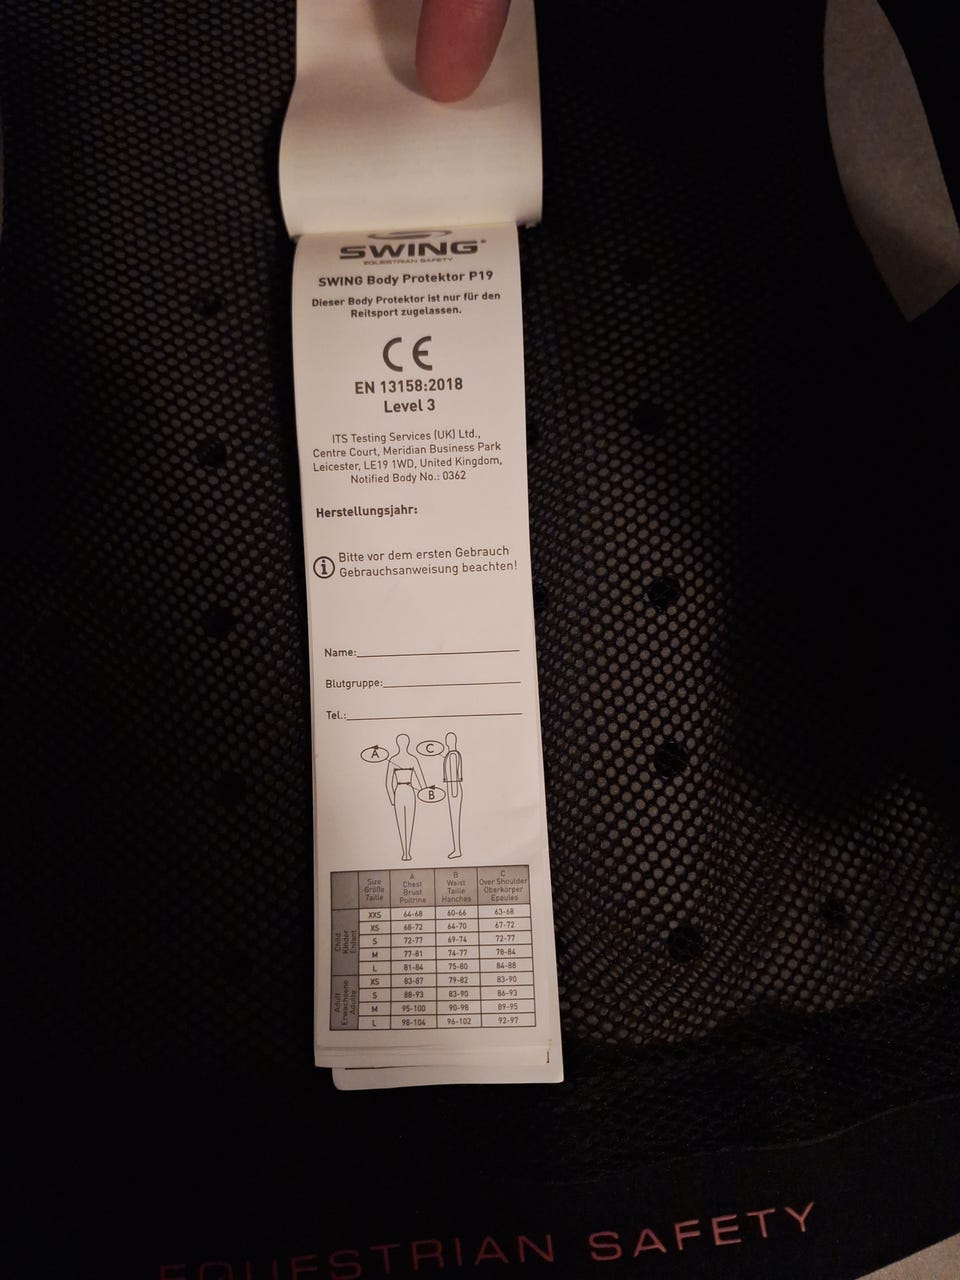 SWING®
EQUESTRIAN SAFETY
SWING Body Protektor P19
Dieser Body Protektor ist nur für den
Reitsport zugelassen.
CE
EN 13158:2018
Level 3
ITS Testing Services (UK) Ltd.,
Centre Court, Meridian Business Park
Leicester, LE19 1WD, United Kingdom,
Notified Body No.: 0362
Herstellungsjahr:
i Bitte vor dem ersten Gebrauch
Gebrauchsanweisung beachten!
Name:
Blutgruppe:
Tel.:
A C
B
Size Größe Taille A Chest Brust Poitrine B Waist Taille Hanches C Over Shoulder Oberkörper Epaules
Child Kinder Enfant
XXS 64-68 60-66 63-68
XS 68-72 64-70 67-72
S 72-77 69-74 72-77
M 77-81 74-77 78-84
L 81-84 75-80 84-88
Adult Erwachsene Adulte
XS 83-87 79-82 83-90
S 88-93 83-90 86-93
M 95-100 90-98 89-95
L 98-104 96-102 92-97
EQUESTRIAN SAFETY